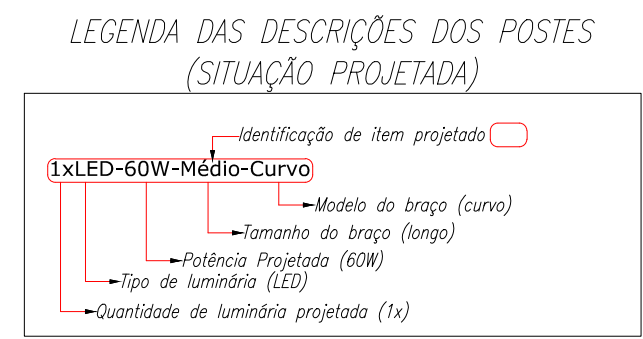 LEGENDA DAS DESCRIÇÕES DOS POSTES
(SITUAÇÃO PROJETADA)
Identificação de item projetado
1xLED-60W-Médio-Curvo
Modelo do braço (curvo)
Tamanho do braço (longo)
Potência Projetada (60W)
Tipo de luminária (LED)
Quantidade de luminária projetada (1x)